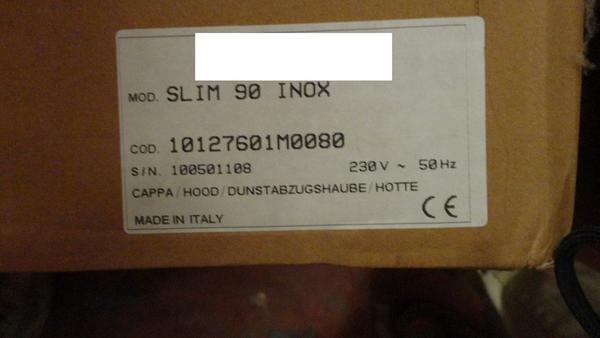 MOD. SLIM 90 INOX
COD. 10127601M0080
S/N. 100501108 230V ~ 50Hz
CAPPA/HOOD/DUNSTABZUGSHAUBE/HOTTE
MADE IN ITALY CE